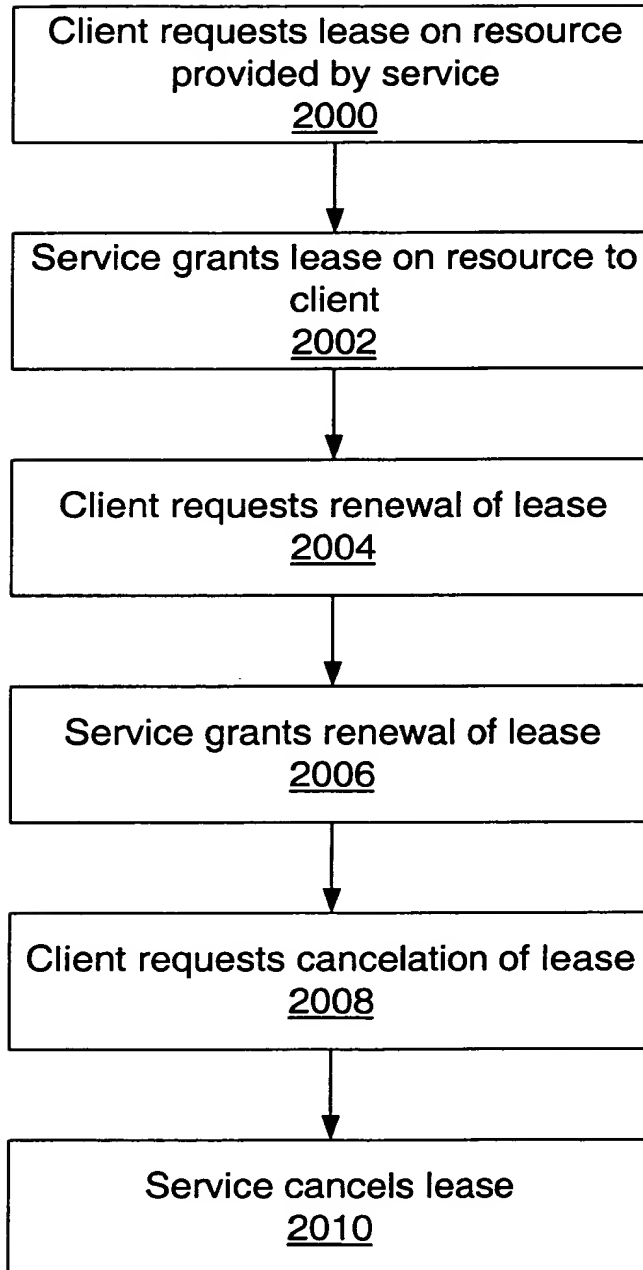 Client requests lease on resource
provided by service
2000
Service grants lease on resource to
client
2002
Client requests renewal of lease
2004
Service grants renewal of lease
2006
Client requests cancelation of lease
2008
Service cancels lease
2010